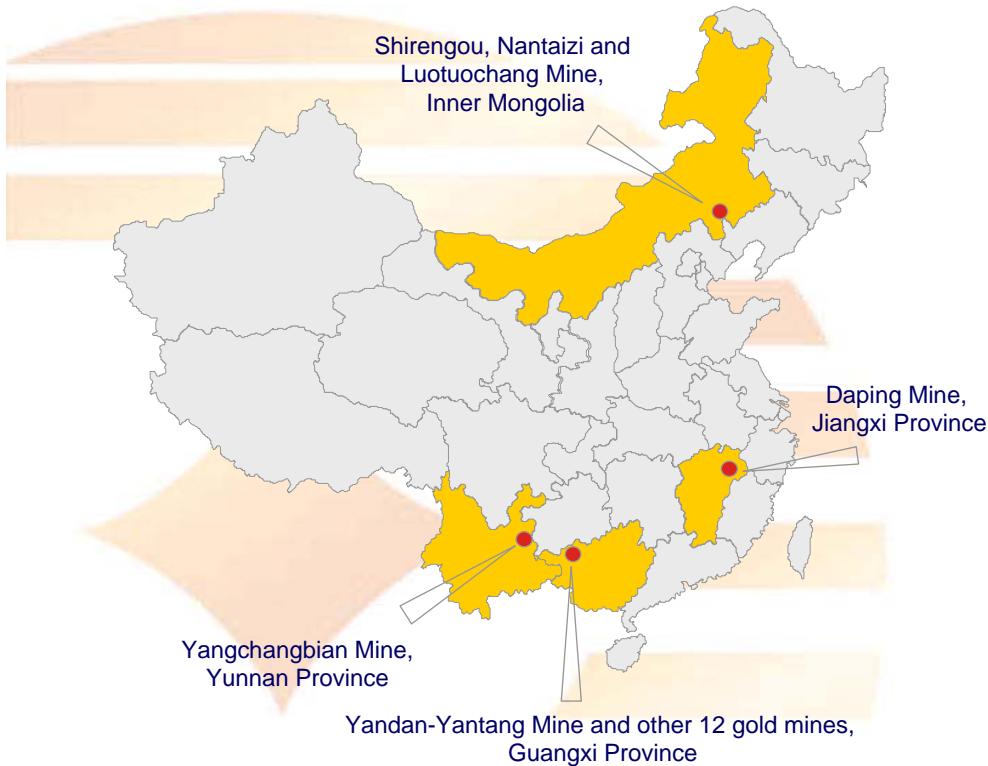 Shirengou, Nantaizi and
Luotuochang Mine,
Inner Mongolia
Daping Mine,
Jiangxi Province
Yangchangbian Mine,
Yunnan Province
Yandan-Yantang Mine and other 12 gold mines,
Guangxi Province